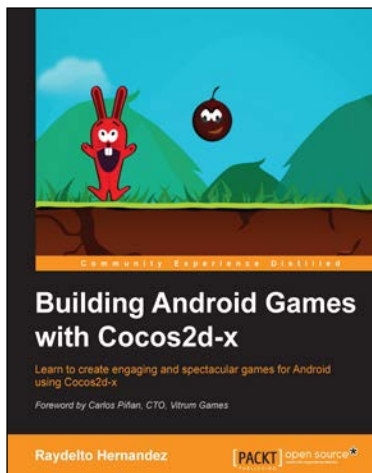 Community Experience Distilled
Building Android Games
with Cocos2d-x
Learn to create engaging and spectacular games for Android
using Cocos2d-x
Foreword by Carlos Piñan, CTO, Vitrum Games
Raydelto Hernandez
[PACKT] open source*
PUBLISHING